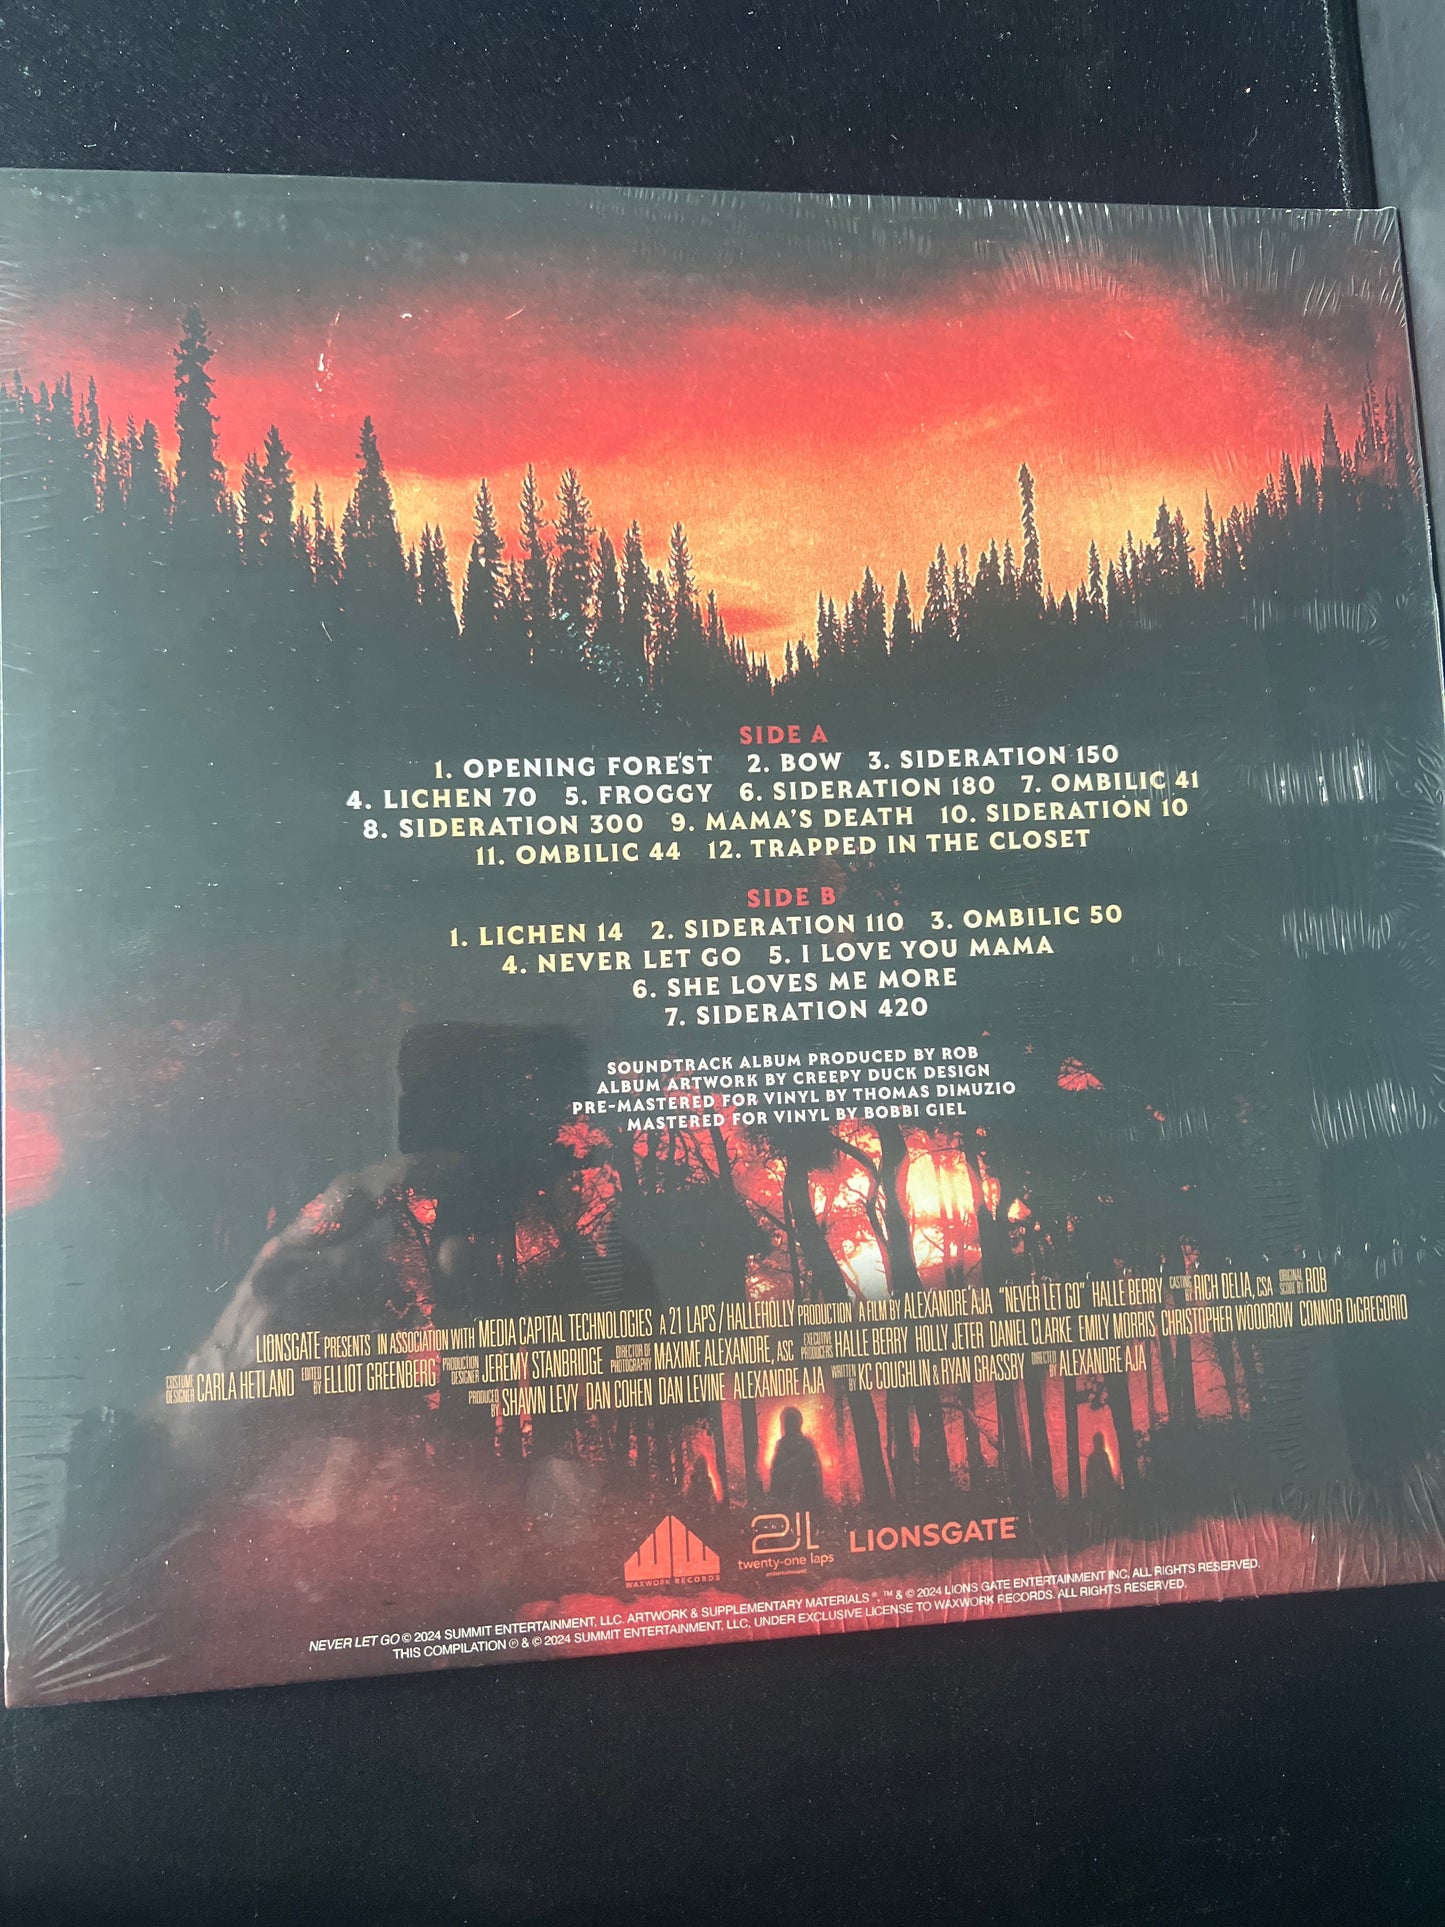 SIDE A
1. OPENING FOREST 2. BOW 3. SIDERATION 150
4. LICHEN 70 5. FROGGY 6. SIDERATION 180 7. OMBILIC 41
8. SIDERATION 300 9. MAMA'S DEATH 10. SIDERATION 10
11. OMBILIC 44 12. TRAPPED IN THE CLOSET
SIDE B
1. LICHEN 14 2. SIDERATION 110 3. OMBILIC 50
4. NEVER LET GO 5. I LOVE YOU MAMA
6. SHE LOVES ME MORE
7. SIDERATION 420
SOUNDTRACK ALBUM PRODUCED BY ROB
ALBUM ARTWORK BY CREEPY DUCK DESIGN
PRE-MASTERED FOR VINYL BY THOMAS DIMUZIO
MASTERED FOR VINYL BY BOBBI GIEL
LIONSGATE PRESENTS IN ASSOCIATION WITH MEDIA CAPITAL TECHNOLOGIES A 21 LAPS / HALLEHOLLY PRODUCTION A FILM BY ALEXANDRE AJA "NEVER LET GO" HALLE BERRY CASTING BY RICH DELIA, CSA ORIGINAL SCORE BY ROB
COSTUME DESIGNER CARLA HETLAND EDITED BY ELLIOT GREENBERG PRODUCTION DESIGNER JEREMY STANBRIDGE DIRECTOR OF PHOTOGRAPHY MAXIME ALEXANDRE, ASC EXECUTIVE PRODUCERS HALLE BERRY HOLLY JETER DANIEL CLARKE EMILY MORRIS CHRISTOPHER WOODROW CONNOR DiGREGORIO
PRODUCED BY SHAWN LEVY DAN COHEN DAN LEVINE ALEXANDRE AJA WRITTEN BY KC COUGHLIN & RYAN GRASSBY DIRECTED BY ALEXANDRE AJA
WAXWORK RECORDS
21L
twenty-one laps
entertainment
LIONSGATE
NEVER LET GO © 2024 SUMMIT ENTERTAINMENT, LLC. ARTWORK & SUPPLEMENTARY MATERIALS ®, ™ & © 2024 LIONS GATE ENTERTAINMENT INC. ALL RIGHTS RESERVED.
THIS COMPILATION ℗ & © 2024 SUMMIT ENTERTAINMENT, LLC, UNDER EXCLUSIVE LICENSE TO WAXWORK RECORDS. ALL RIGHTS RESERVED.